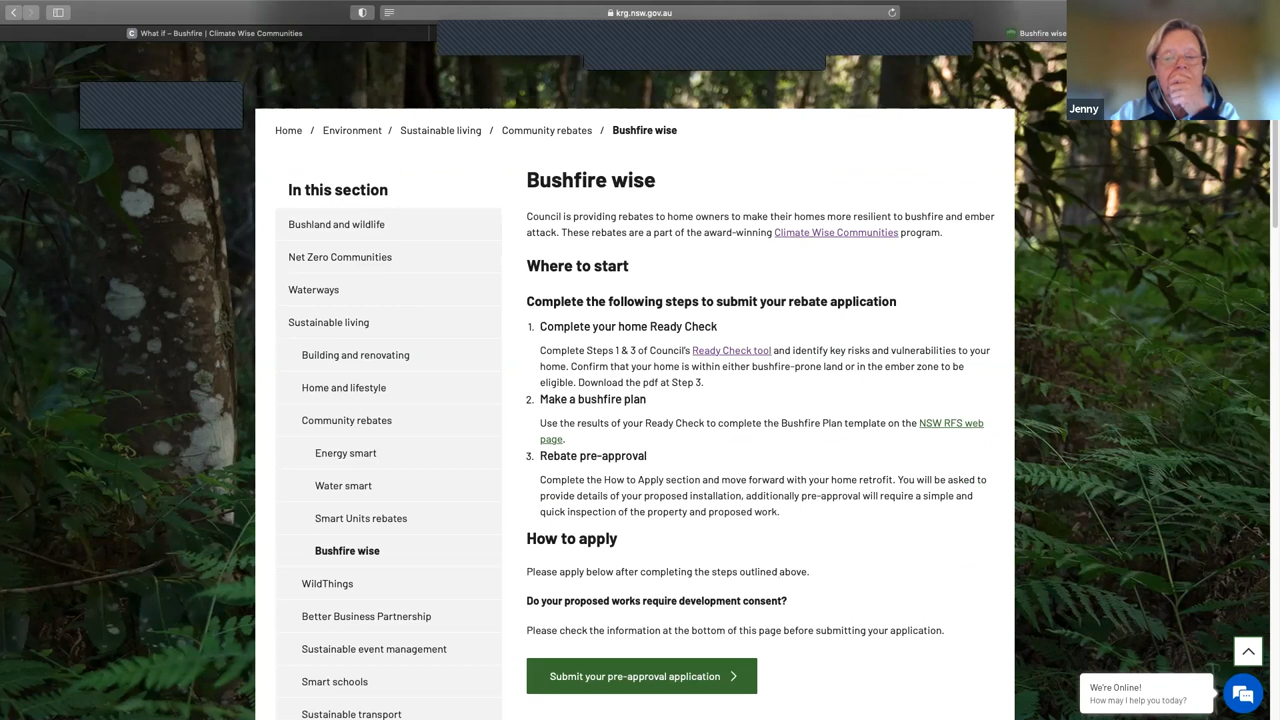 krg.nsw.gov.au
C What if – Bushfire | Climate Wise Communities
Bushfire wise
Jenny
Home / Environment / Sustainable living / Community rebates / Bushfire wise
In this section
Bushland and wildlife
Net Zero Communities
Waterways
Sustainable living
Building and renovating
Home and lifestyle
Community rebates
Energy smart
Water smart
Smart Units rebates
Bushfire wise
WildThings
Better Business Partnership
Sustainable event management
Smart schools
Sustainable transport
Bushfire wise
Council is providing rebates to home owners to make their homes more resilient to bushfire and ember
attack. These rebates are a part of the award-winning Climate Wise Communities program.
Where to start
Complete the following steps to submit your rebate application
1. Complete your home Ready Check
Complete Steps 1 & 3 of Council's Ready Check tool and identify key risks and vulnerabilities to your
home. Confirm that your home is within either bushfire-prone land or in the ember zone to be
eligible. Download the pdf at Step 3.
2. Make a bushfire plan
Use the results of your Ready Check to complete the Bushfire Plan template on the NSW RFS web
page.
3. Rebate pre-approval
Complete the How to Apply section and move forward with your home retrofit. You will be asked to
provide details of your proposed installation, additionally pre-approval will require a simple and
quick inspection of the property and proposed work.
How to apply
Please apply below after completing the steps outlined above.
Do your proposed works require development consent?
Please check the information at the bottom of this page before submitting your application.
Submit your pre-approval application
We're Online!
How may I help you today?